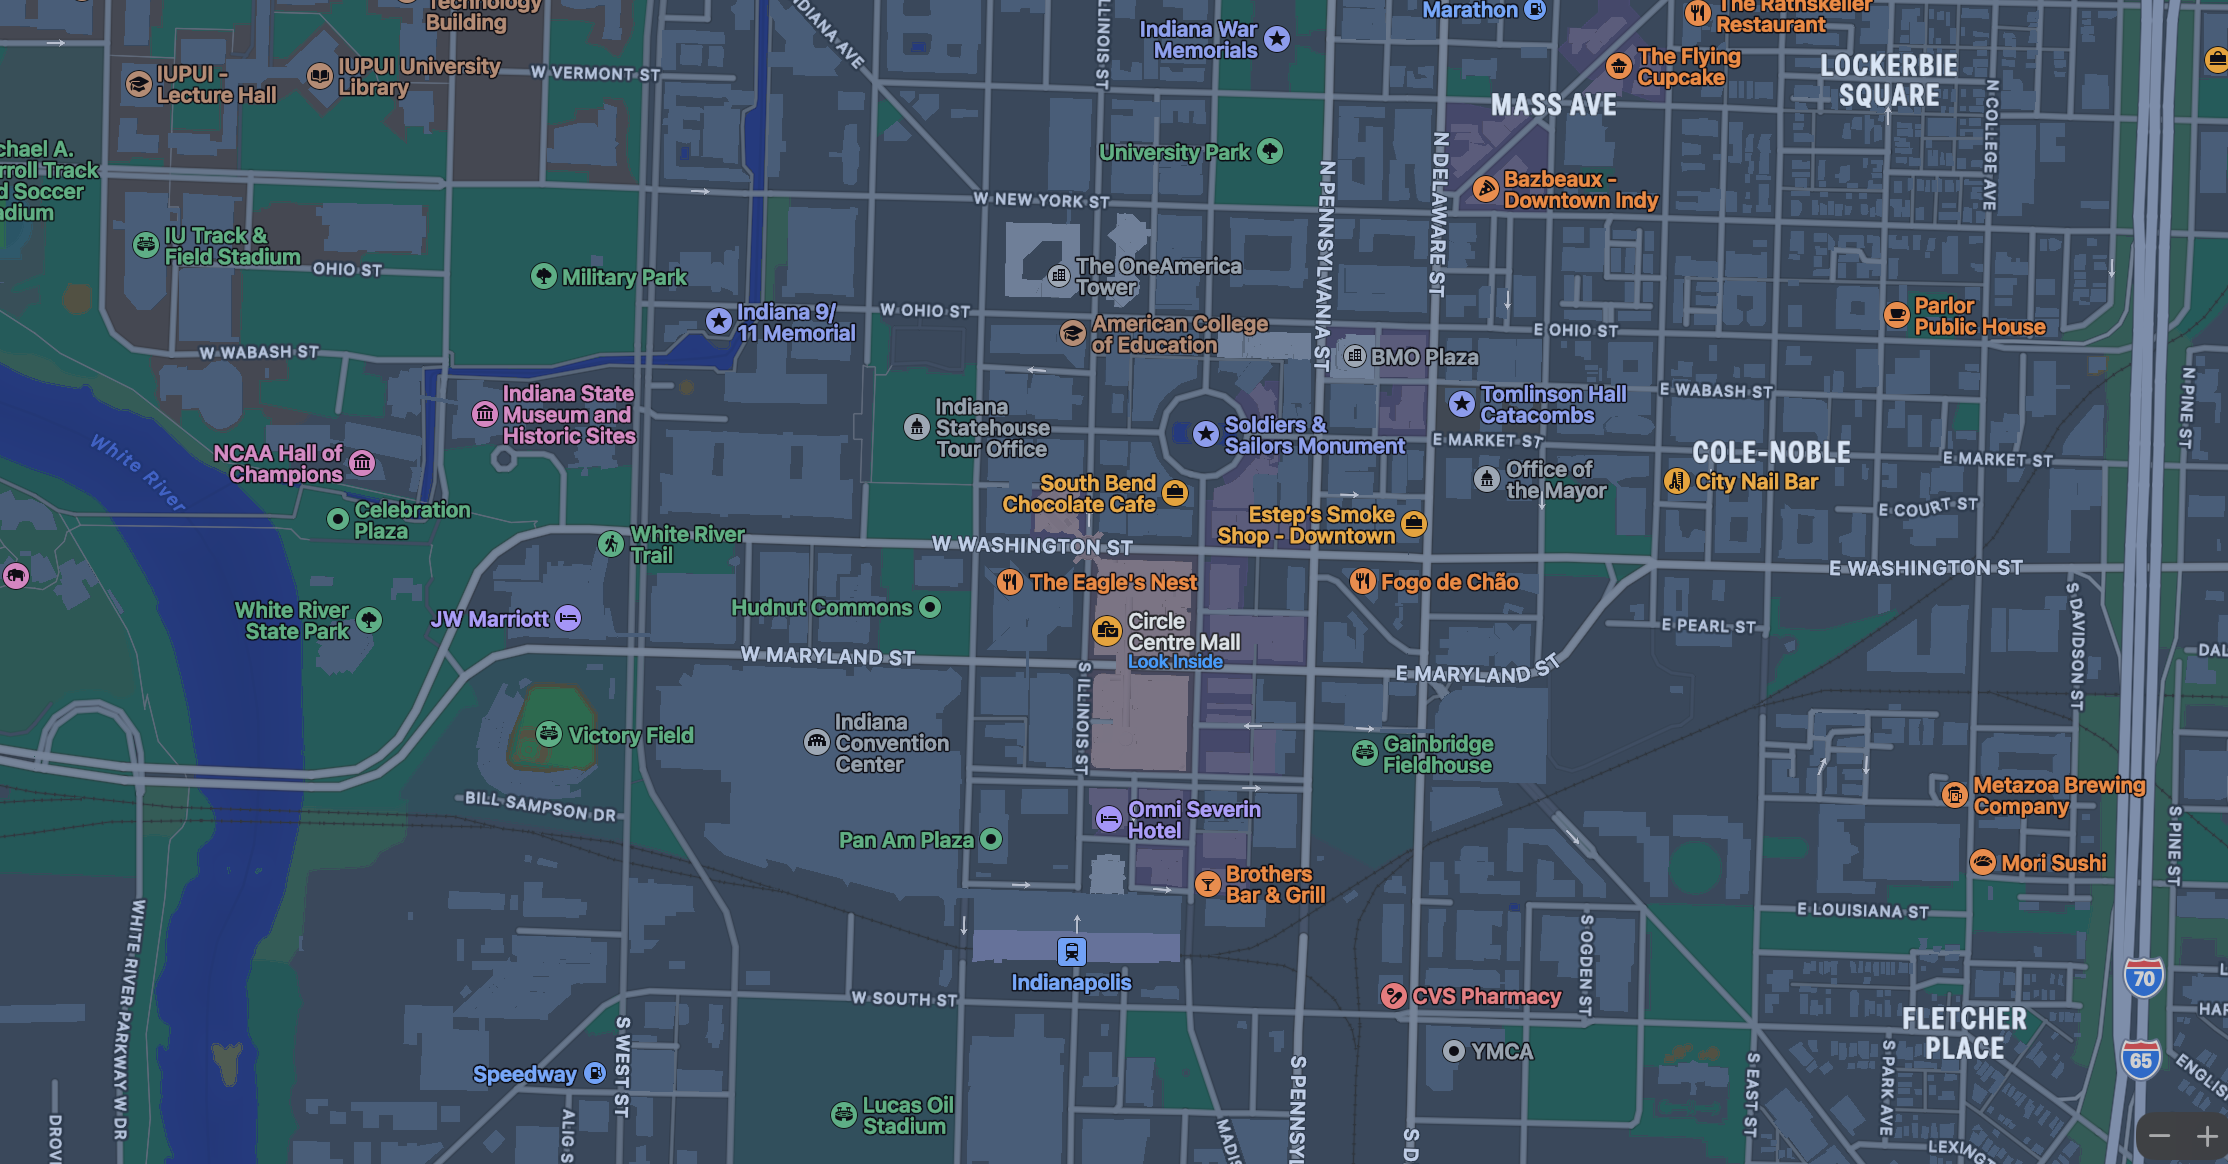 Technology
Building
INDIANA AVE
ILLINOIS ST
Indiana War
Memorials
Marathon
The Rathskeller
Restaurant
The Flying
Cupcake
LOCKERBIE
SQUARE
IUPUI -
Lecture Hall
IUPUI University
Library
W VERMONT ST
MASS AVE
N COLLEGE AVE
chael A.
rroll Track
d Soccer
adium
University Park
N PENNSYLVANIA ST
N DELAWARE ST
Bazbeaux -
Downtown Indy
W NEW YORK ST
IU Track &
Field Stadium
OHIO ST
Military Park
The OneAmerica
Tower
Indiana 9/
11 Memorial
W OHIO ST
American College
of Education
E OHIO ST
Parlor
Public House
W WABASH ST
BMO Plaza
E WABASH ST
N PINE ST
Indiana State
Museum and
Historic Sites
Indiana
Statehouse
Tour Office
Soldiers &
Sailors Monument
Tomlinson Hall
Catacombs
E MARKET ST
COLE-NOBLE
E MARKET ST
White River
NCAA Hall of
Champions
South Bend
Chocolate Cafe
Office of
the Mayor
City Nail Bar
E COURT ST
Celebration
Plaza
White River
Trail
W WASHINGTON ST
Estep's Smoke
Shop - Downtown
E WASHINGTON ST
The Eagle's Nest
Fogo de Chão
White River
State Park
JW Marriott
Hudnut Commons
Circle
Centre Mall
Look Inside
E PEARL ST
S DAVIDSON ST
DAL
W MARYLAND ST
E MARYLAND ST
S ILLINOIS ST
Victory Field
Indiana
Convention
Center
Gainbridge
Fieldhouse
BILL SAMPSON DR
Omni Severin
Hotel
Metazoa Brewing
Company
Pan Am Plaza
Mori Sushi
S PINE ST
Brothers
Bar & Grill
E LOUISIANA ST
WHITE RIVER PARKWAY W DR
S OGDEN ST
Indianapolis
W SOUTH ST
CVS Pharmacy
70
HAR
FLETCHER
PLACE
YMCA
65
Speedway
S WEST ST
S PENNSYL
S EAST ST
S PARK AVE
ENGLIS
Lucas Oil
Stadium
DROV
ALIG S
MADIS
S D
LEXING